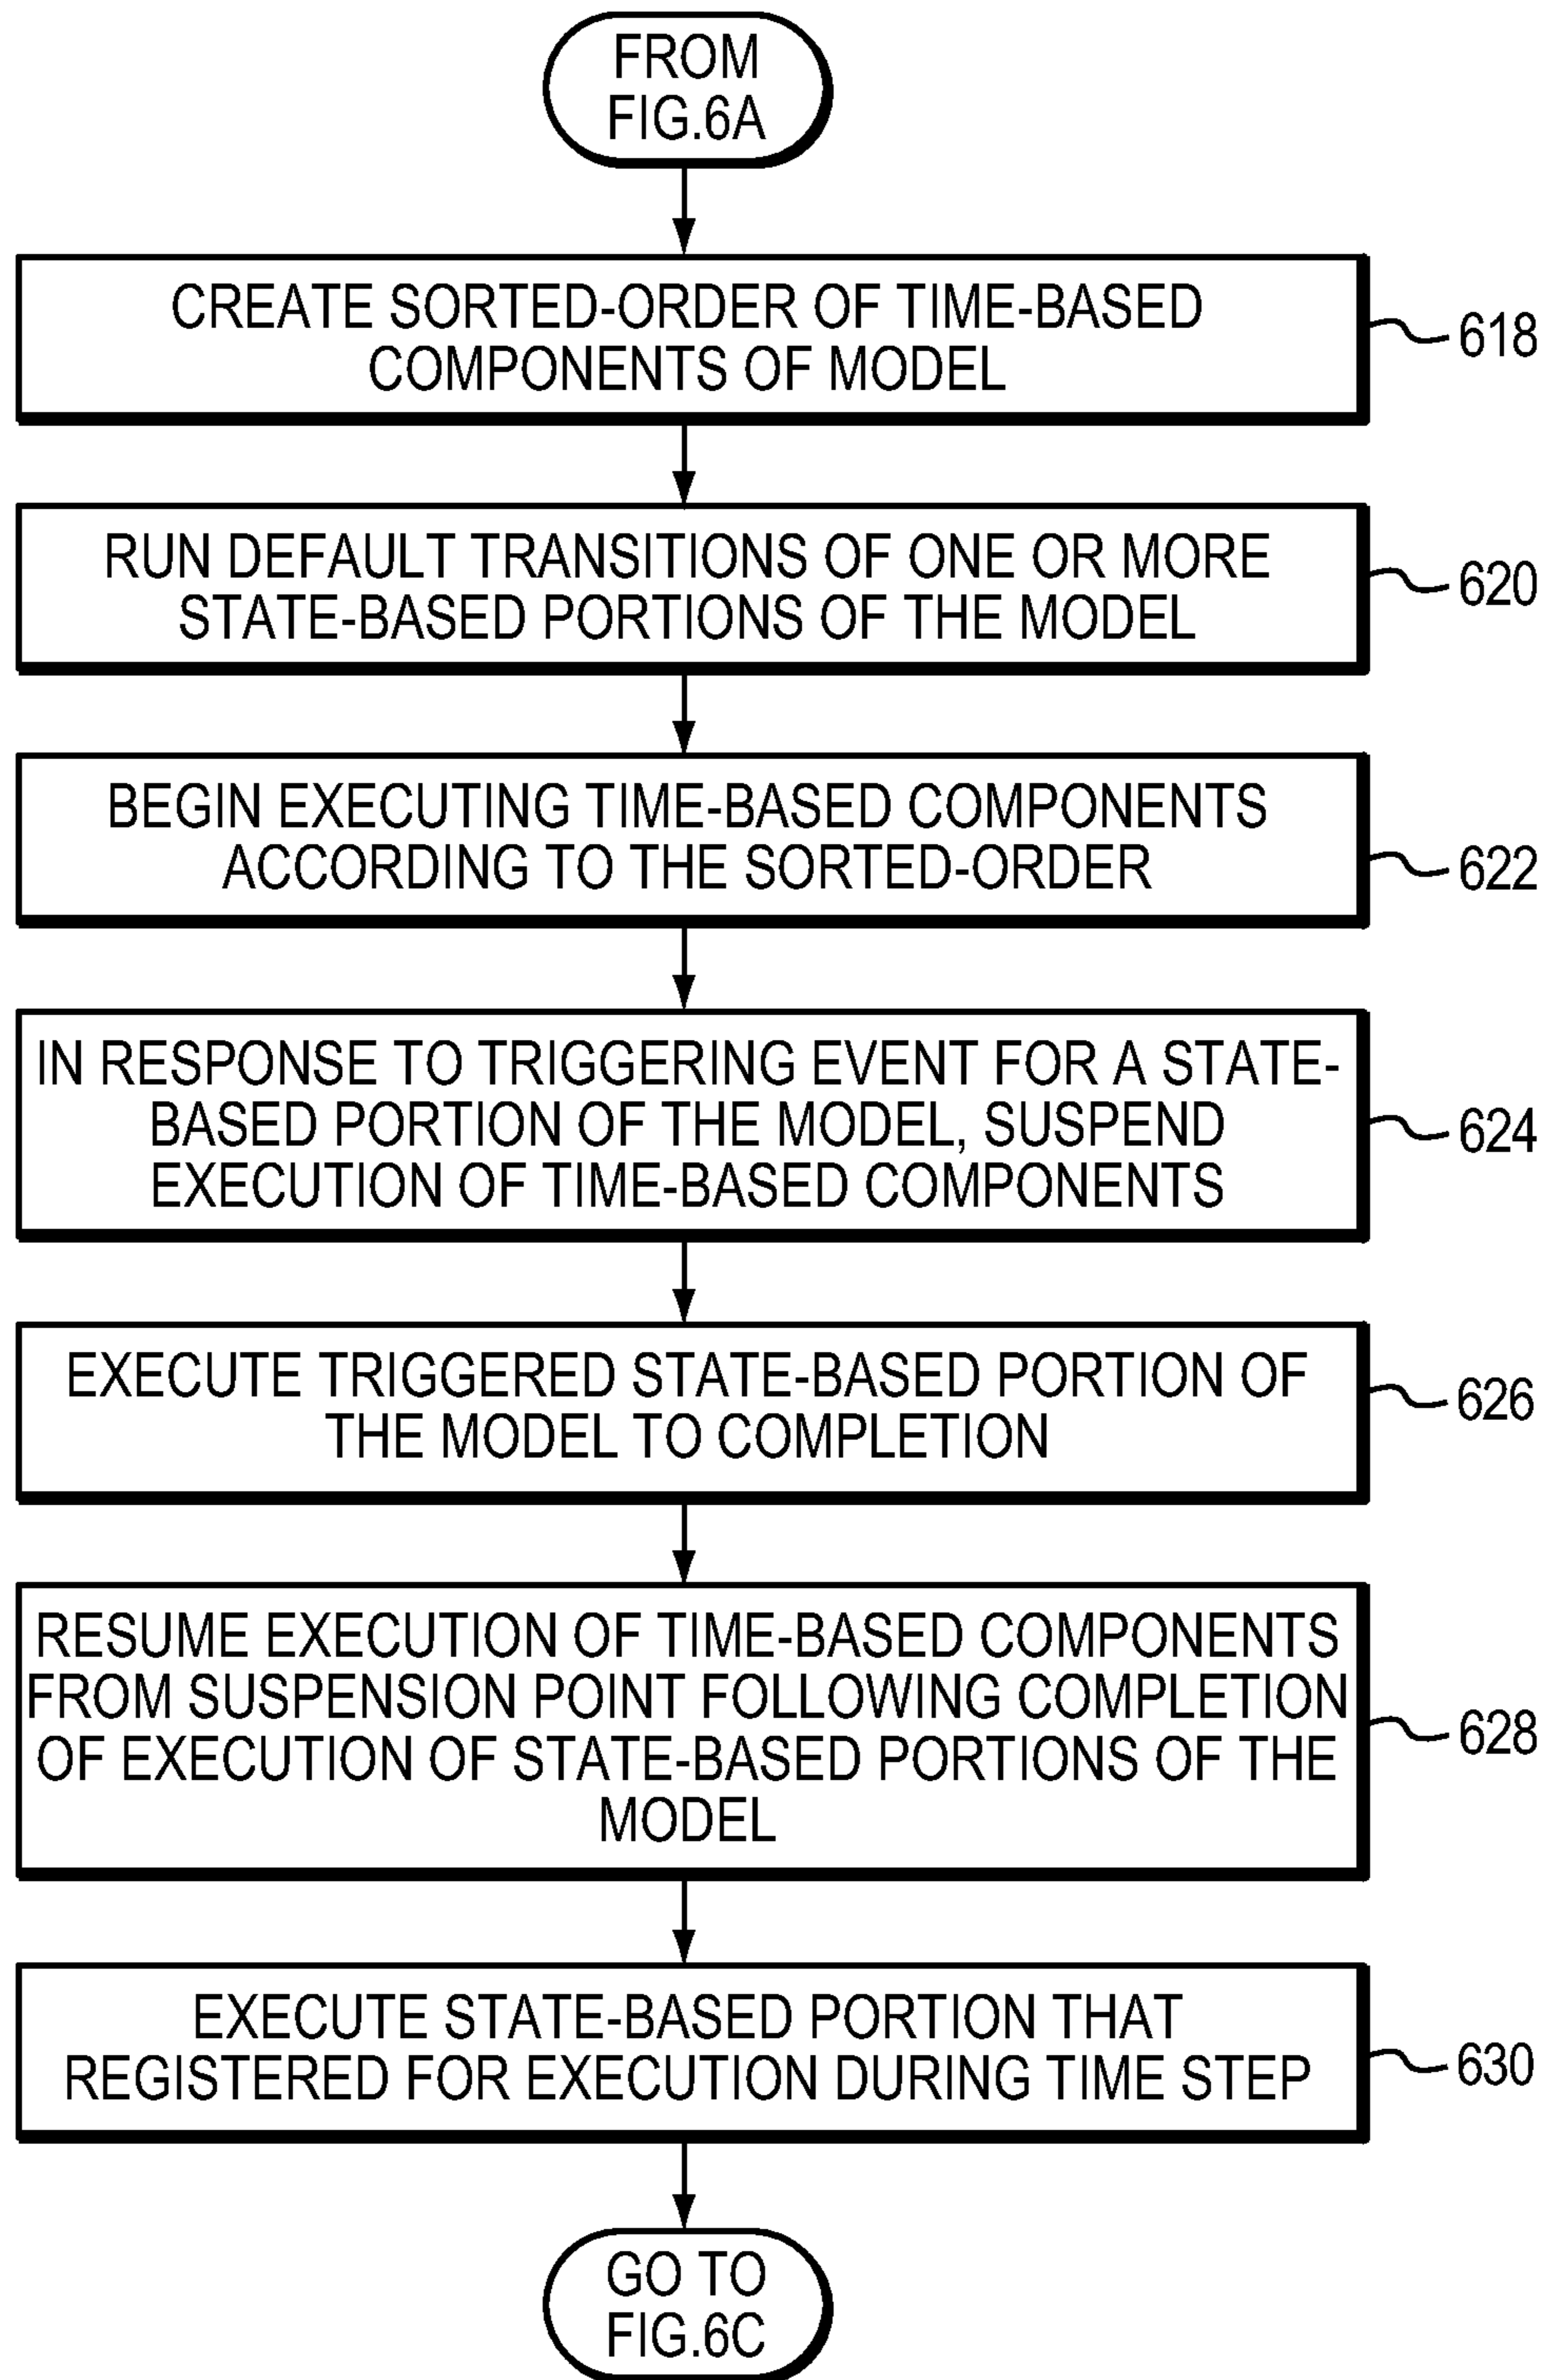 FROM
FIG.6A
CREATE SORTED-ORDER OF TIME-BASED
COMPONENTS OF MODEL
618
RUN DEFAULT TRANSITIONS OF ONE OR MORE
STATE-BASED PORTIONS OF THE MODEL
620
BEGIN EXECUTING TIME-BASED COMPONENTS
ACCORDING TO THE SORTED-ORDER
622
IN RESPONSE TO TRIGGERING EVENT FOR A STATE-
BASED PORTION OF THE MODEL, SUSPEND
EXECUTION OF TIME-BASED COMPONENTS
624
EXECUTE TRIGGERED STATE-BASED PORTION OF
THE MODEL TO COMPLETION
626
RESUME EXECUTION OF TIME-BASED COMPONENTS
FROM SUSPENSION POINT FOLLOWING COMPLETION
OF EXECUTION OF STATE-BASED PORTIONS OF THE
MODEL
628
EXECUTE STATE-BASED PORTION THAT
REGISTERED FOR EXECUTION DURING TIME STEP
630
GO TO
FIG.6C